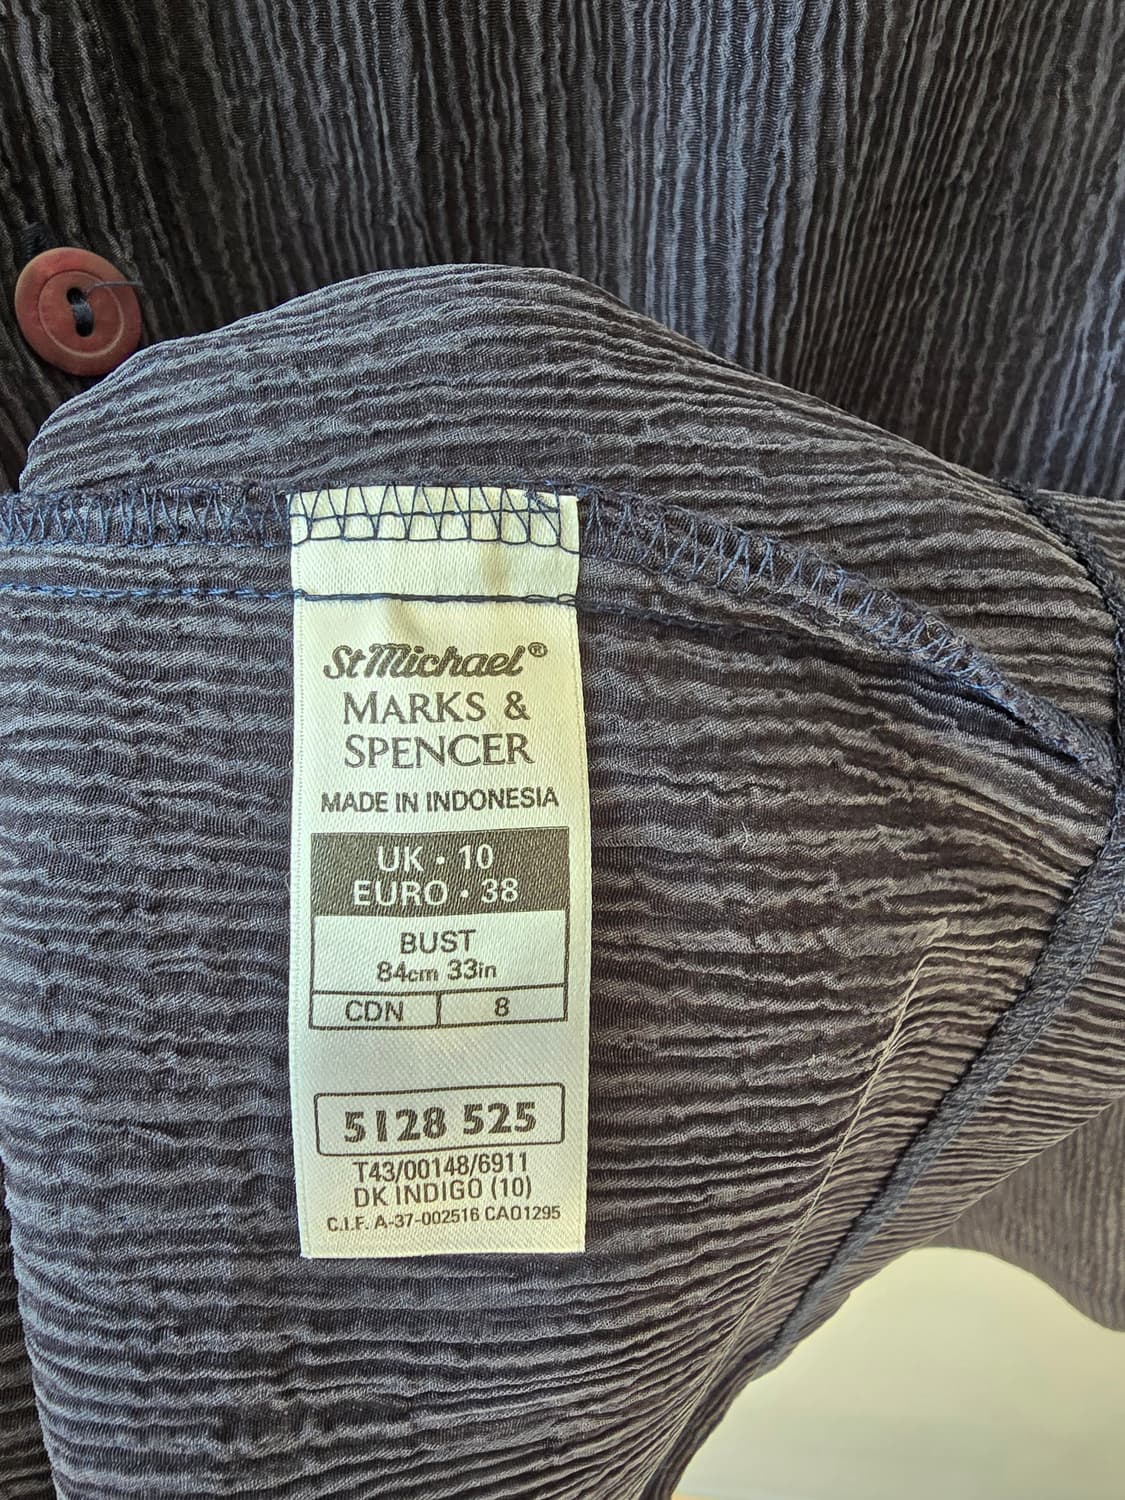 St Michael®
MARKS &
SPENCER
MADE IN INDONESIA
UK · 10
EURO · 38
BUST
84cm 33in
CDN 8
5128 525
T43/00148/6911
DK INDIGO (10)
C.I.F. A-37-002516 CA01295